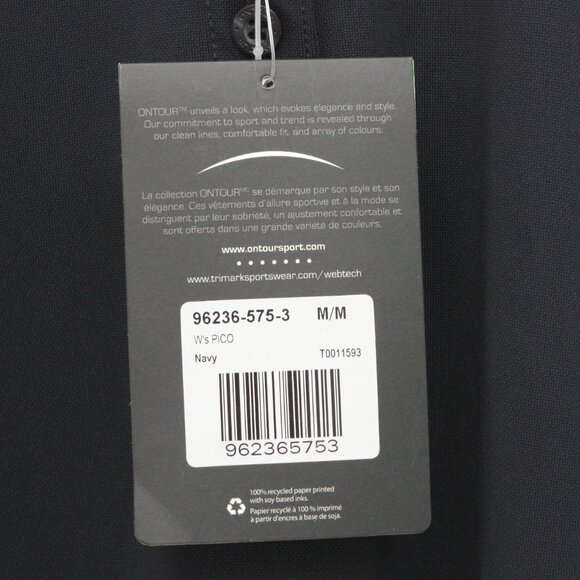 ONTOUR™ unveils a look, which evokes elegance and style.
Our commitment to sport and trend is revealed through
our clean lines, comfortable fit, and array of colours.
La collection ONTOURᴹᶜ se démarque par son style et son
élégance. Ces vêtements d'allure sportive et à la mode se
distinguent par leur sobriété, un ajustement confortable et
sont offerts dans une grande variété de couleurs.
www.ontoursport.com
www.trimarksportswear.com/webtech
96236-575-3 M/M
W's PICO
Navy T0011593
962365753
100% recycled paper printed
with soy based inks.
Papier recyclé à 100 % imprimé
à partir d'encres à base de soja.